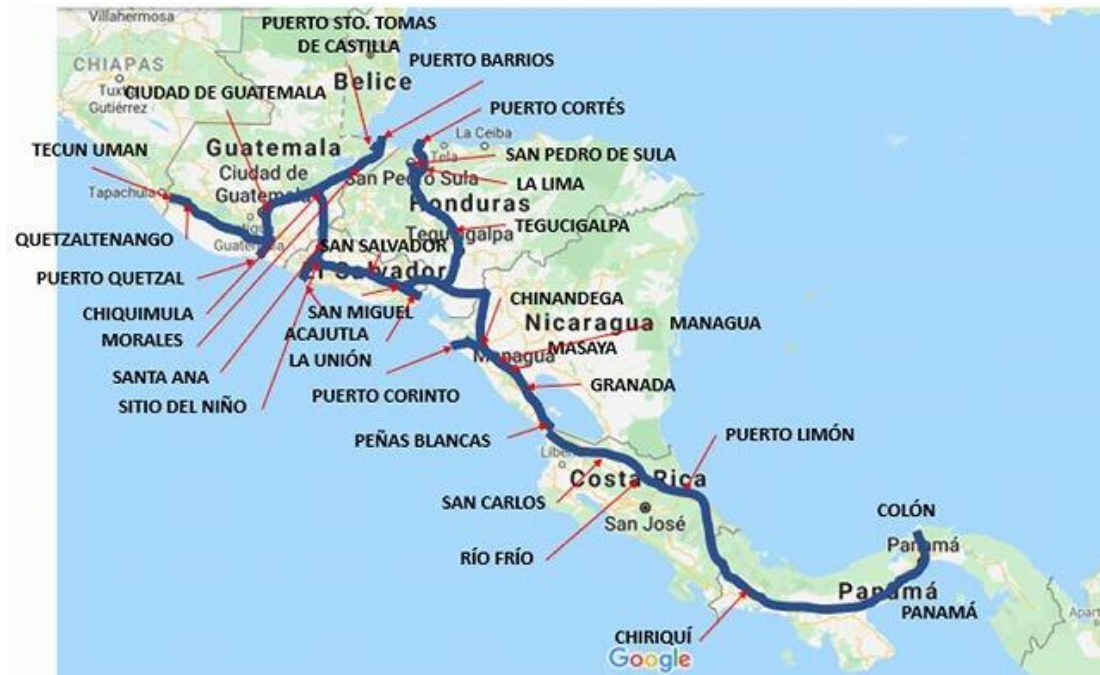 Villahermosa
PUERTO STO. TOMAS
DE CASTILLA
PUERTO BARRIOS
CHIAPAS
Belice
Tux
Gutiérrez
CIUDAD DE GUATEMALA
PUERTO CORTÉS
La Ceiba
TECUN UMAN
Guatemala
Tela
SAN PEDRO DE SULA
Ciudad de
Guatemala
San Pedro Sula
LA LIMA
Tapachula
Honduras
TEGUCIGALPA
Tegucigalpa
QUETZALTENANGO
Guatemala
SAN SALVADOR
El Salvador
PUERTO QUETZAL
CHINANDEGA
CHIQUIMULA
SAN MIGUEL
Nicaragua
MANAGUA
MORALES
ACAJUTLA
MASAYA
LA UNIÓN
Managua
SANTA ANA
GRANADA
PUERTO CORINTO
SITIO DEL NIÑO
PEÑAS BLANCAS
PUERTO LIMÓN
Liberia
Costa Rica
SAN CARLOS
San José
COLÓN
Panamá
RÍO FRÍO
Panamá
PANAMÁ
CHIRIQUÍ
Google